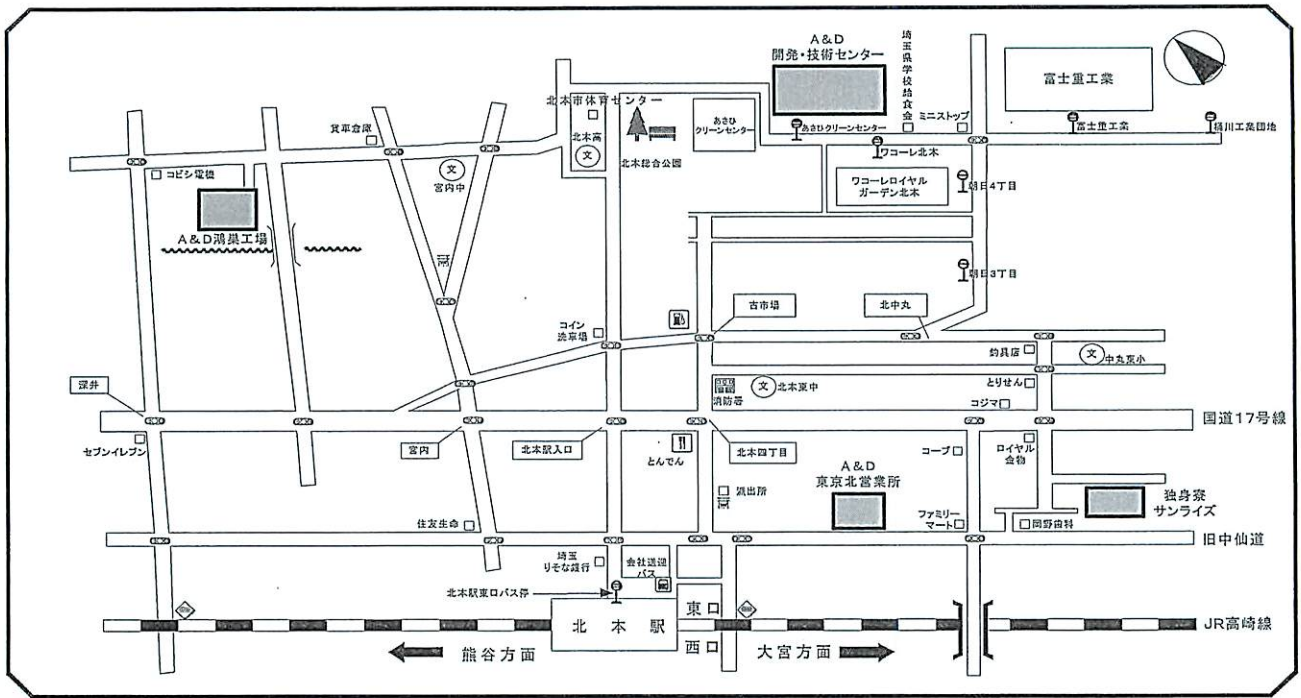 A&D
開発・技術センター
埼玉県学校給食会
富士重工業
北本市体育センター
あさひ
クリーンセンター
あさひクリーンセンター
ミニストップ
富士重工業
桶川工業団地
貨車倉庫
北本高
文
北本総合公園
ワコーレ北本
コビシ電機
文
宮内中
ワコーレロイヤル
ガーデン北本
朝日4丁目
A&D鴻巣工場
朝日3丁目
コイン
洗車場
古市場
北中丸
釣具店
文
中丸東小
深井
消防署
文
北本東中
とりせん
コジマ
国道17号線
セブンイレブン
宮内
北本駅入口
とんでん
北本四丁目
コープ
ロイヤル
金物
A&D
東京北営業所
派出所
独身寮
サンライズ
住友生命
ファミリー
マート
岡野歯科
旧中仙道
埼玉
りそな銀行
会社送迎
バス
北本駅東口バス停
東口
北本駅
JR高崎線
西口
熊谷方面
大宮方面